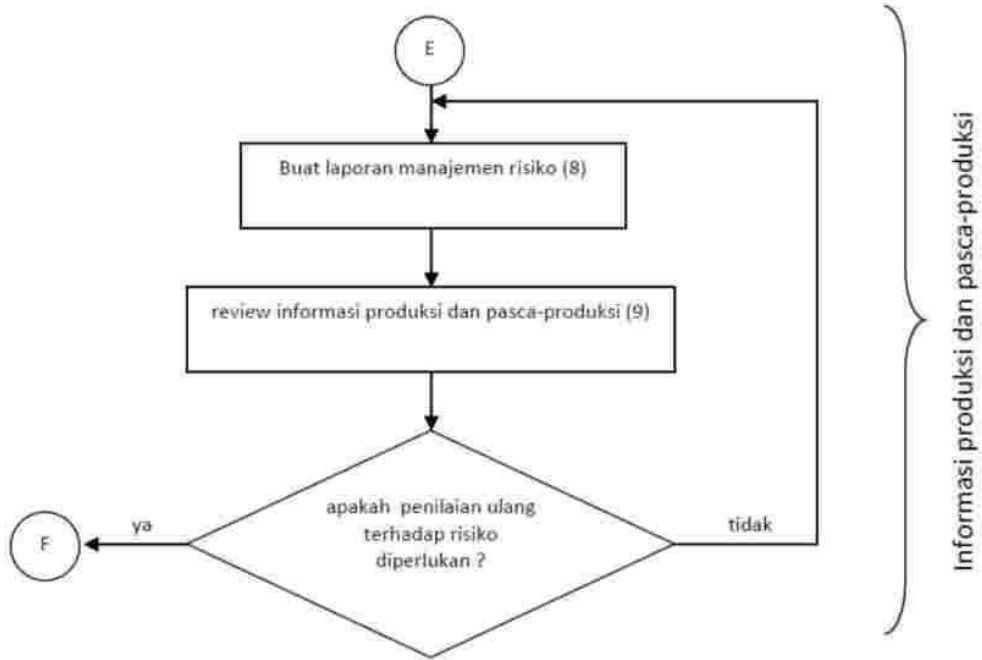 E
Buat laporan manajemen risiko (8)
review informasi produksi dan pasca-produksi (9)
apakah penilaian ulang
terhadap risiko
diperlukan ?
ya
tidak
F
Informasi produksi dan pasca-produksi